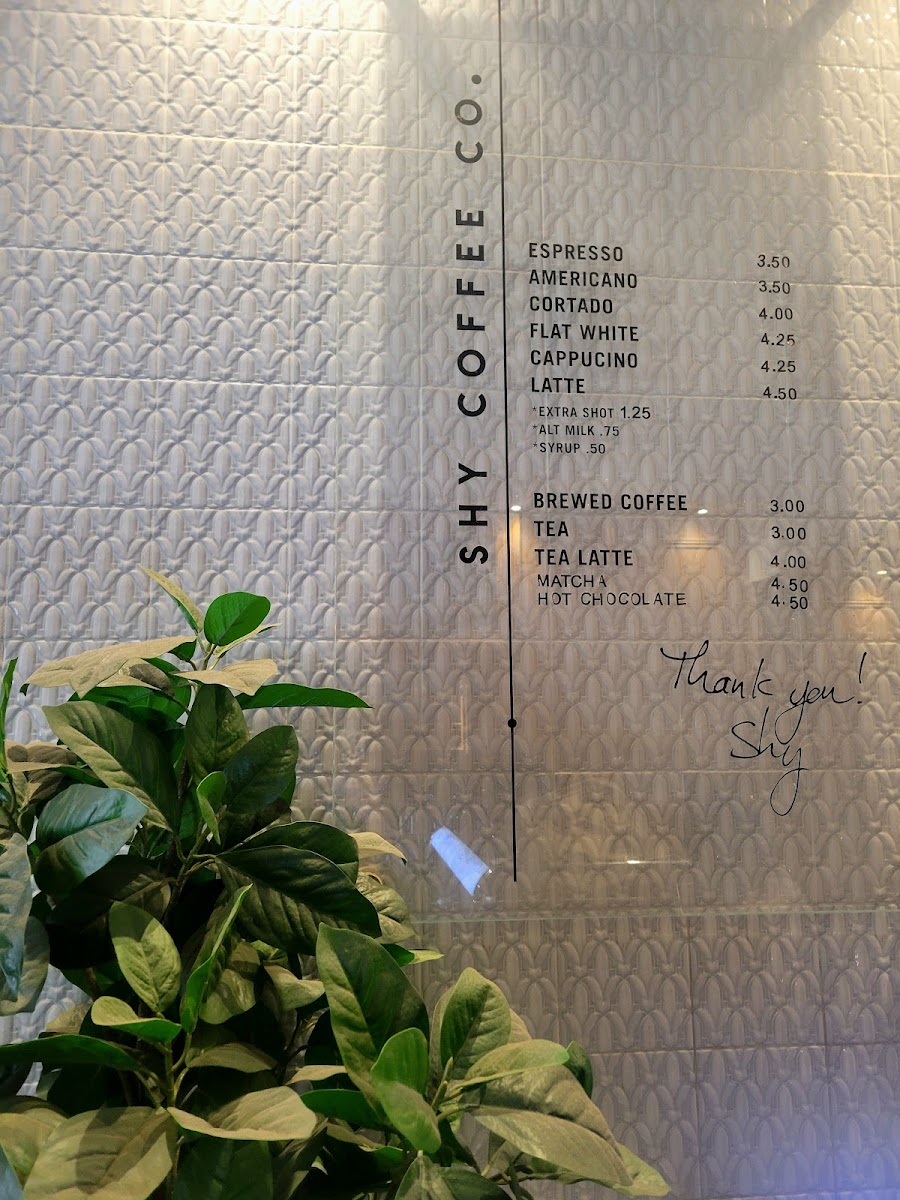 SHY COFFEE CO.
ESPRESSO 3.50
AMERICANO 3.50
CORTADO 4.00
FLAT WHITE 4.25
CAPPUCINO 4.25
LATTE 4.50
*EXTRA SHOT 1.25
*ALT MILK .75
*SYRUP .50
BREWED COFFEE 3.00
TEA 3.00
TEA LATTE 4.00
MATCHA 4.50
HOT CHOCOLATE 4.50
Thank you!
Shy